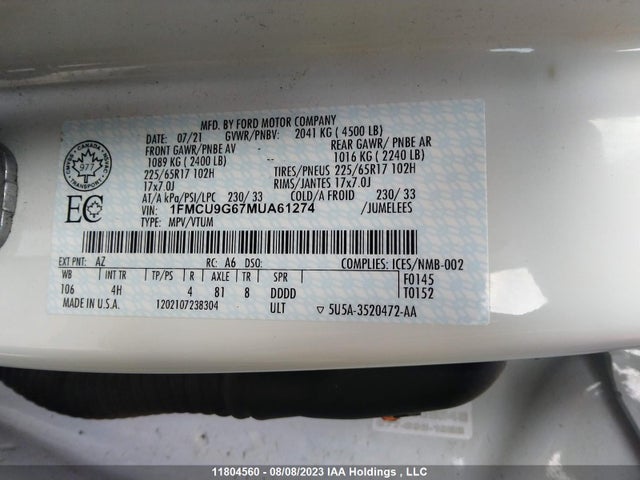 MFD. BY FORD MOTOR COMPANY
DATE: 07/21 GVWR/PNBV: 2041 KG ( 4500 LB)
FRONT GAWR/PNBE AV REAR GAWR/ PNBE AR
1089 KG ( 2400 LB) 1016 KG ( 2240 LB)
225/65R17 102H TIRES/PNEUS 225/65R17 102H
17x7.0J RIMS/JANTES 17x7.0J
AT/A kPa/PSI/LPC 230/ 33 COLD/A FROID 230/ 33
VIN: 1FMCU9G67MUA61274 /JUMELEES
TYPE: MPV/VTUM
CANADA
977
TRANSPORT
EC
EXT PNT: AZ RC: A6 DSO: COMPLIES: ICES/NMB-002
WB INT TR TP/PS R AXLE TR SPR F0145
106 4H 4 81 8 DDDD T0152
MADE IN U.S.A. 1202107238304 ULT ▽ 5U5A-3520472-AA
11804560 - 08/08/2023 IAA Holdings , LLC